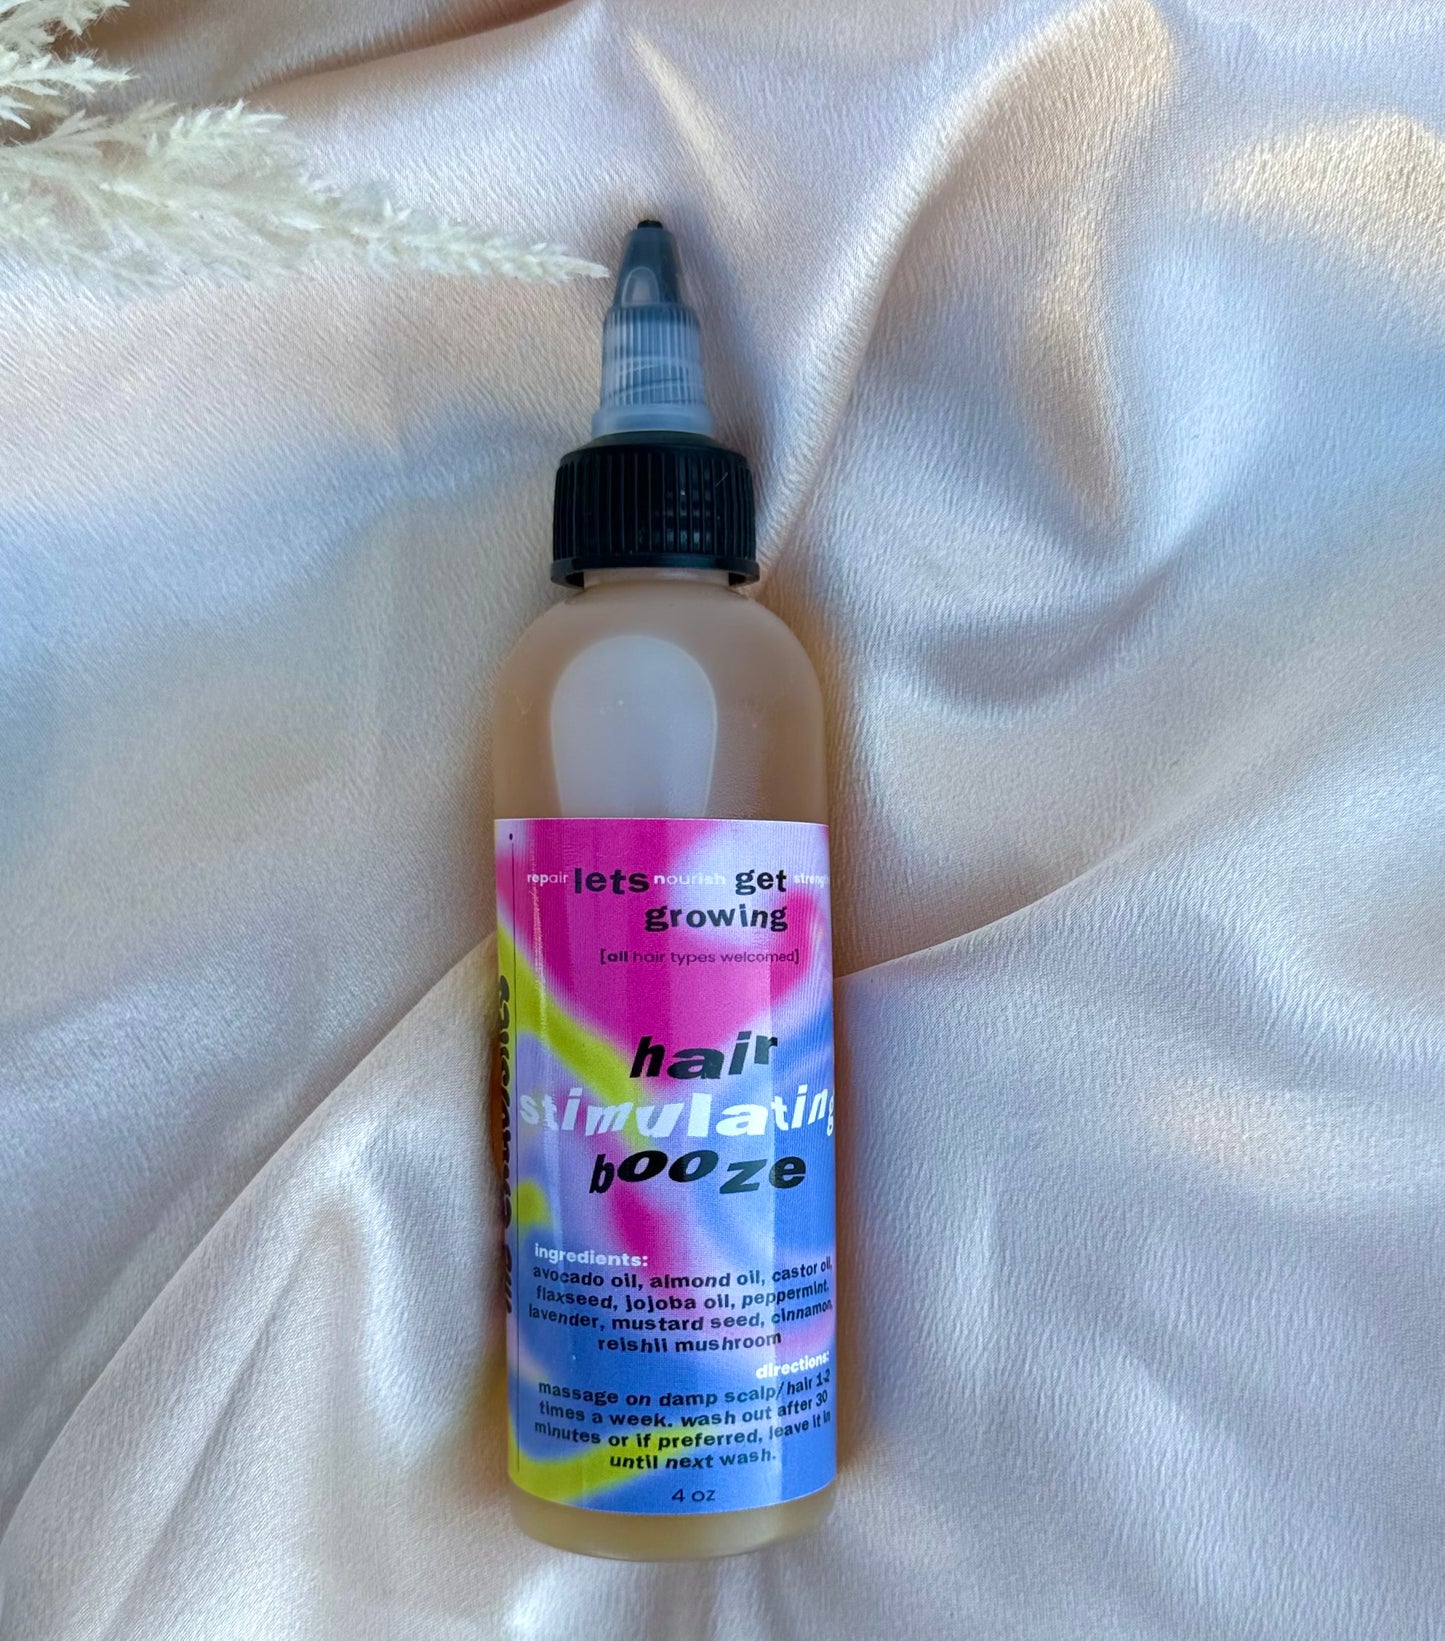 repair lets nourish get
growing
[all hair types welcomed]
hair
stimulating
booze
ingredients:
avocado oil, almond oil, castor oil,
flaxseed, jojoba oil, peppermint,
lavender, mustard seed, cinnamon,
reishii mushroom
directions:
massage on damp scalp/hair 1-2
times a week. wash out after 30
minutes or if preferred, leave it in
until next wash.
4 oz